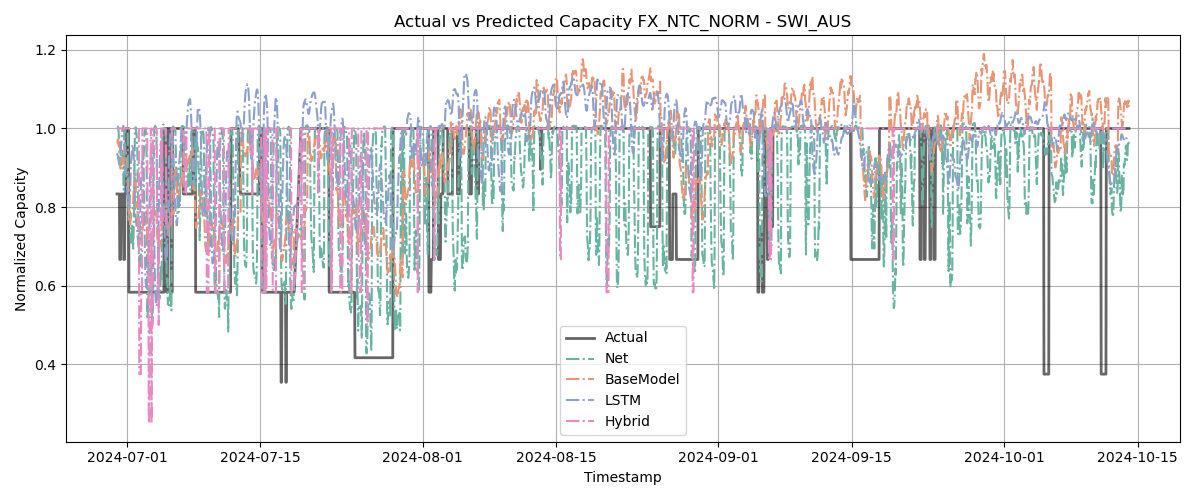 Actual vs Predicted Capacity FX_NTC_NORM - SWI_AUS
Normalized Capacity
1.2
1.0
0.8
0.6
0.4
Actual
Net
BaseModel
LSTM
Hybrid
2024-07-01
2024-07-15
2024-08-01
2024-08-15
2024-09-01
2024-09-15
2024-10-01
2024-10-15
Timestamp